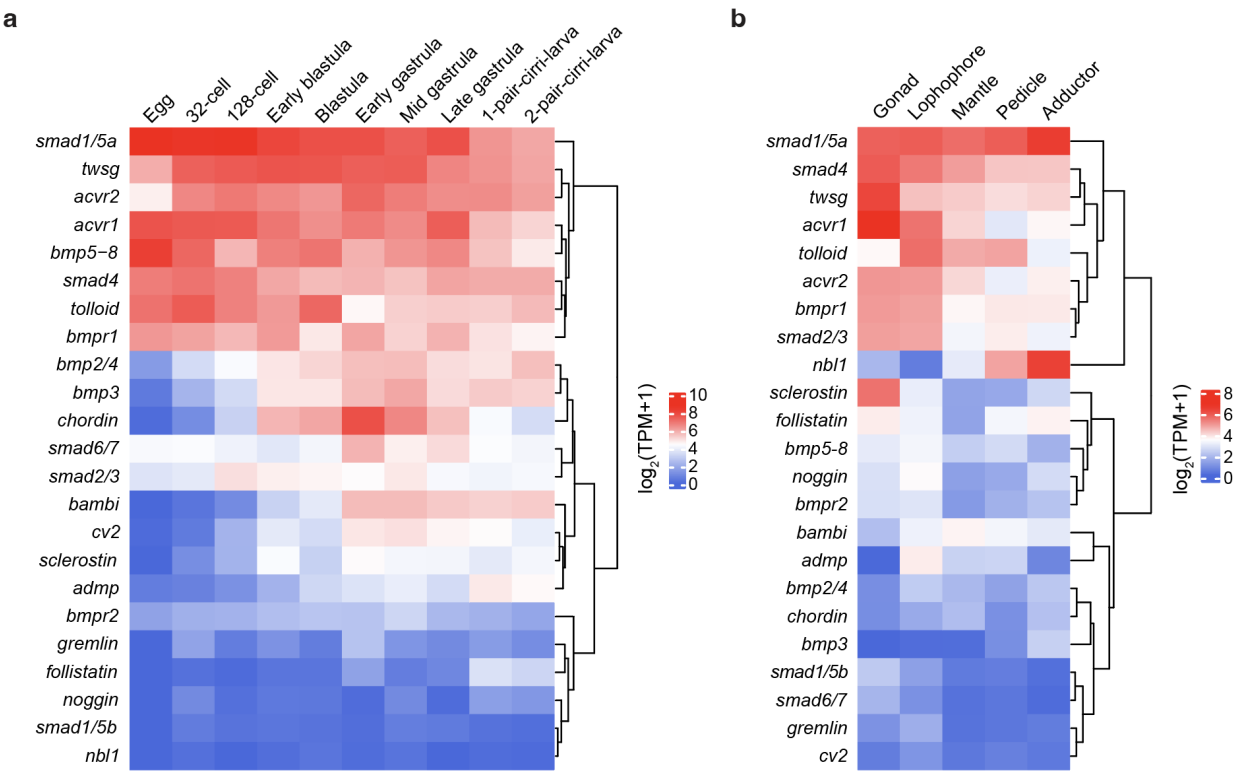 a
Egg
32-cell
128-cell
Early blastula
Blastula
Early gastrula
Mid gastrula
Late gastrula
1-pair-cirri-larva
2-pair-cirri-larva
smad1/5a
twsg
acvr2
acvr1
bmp5−8
smad4
tolloid
bmpr1
bmp2/4
bmp3
chordin
smad6/7
smad2/3
bambi
cv2
sclerostin
admp
bmpr2
gremlin
follistatin
noggin
smad1/5b
nbl1
log2(TPM+1)
10
8
6
4
2
0
b
Gonad
Lophophore
Mantle
Pedicle
Adductor
smad1/5a
smad4
twsg
acvr1
tolloid
acvr2
bmpr1
smad2/3
nbl1
sclerostin
follistatin
bmp5-8
noggin
bmpr2
bambi
admp
bmp2/4
chordin
bmp3
smad1/5b
smad6/7
gremlin
cv2
log2(TPM+1)
8
6
4
2
0